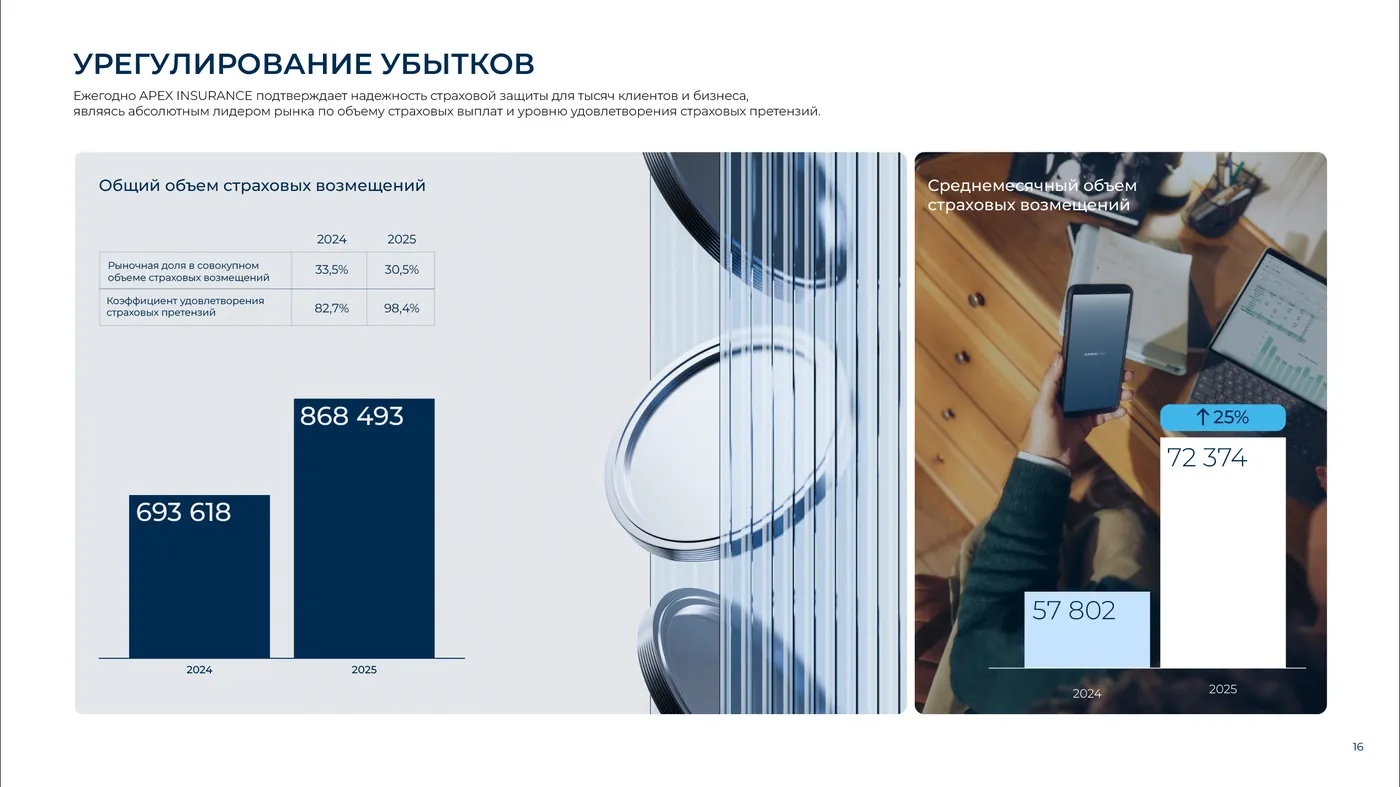 УРЕГУЛИРОВАНИЕ УБЫТКОВ
Ежегодно APEX INSURANCE подтверждает надежность страховой защиты для тысяч клиентов и бизнеса,
являясь абсолютным лидером рынка по объему страховых выплат и уровню удовлетворения страховых претензий.
Общий объем страховых возмещений
2024 2025
Рыночная доля в совокупном
объеме страховых возмещений
33,5% 30,5%
Коэффициент удовлетворения
страховых претензий
82,7% 98,4%
693 618
868 493
2024
2025
Среднемесячный объем
страховых возмещений
APEX
↑ 25%
72 374
57 802
2024
2025
16